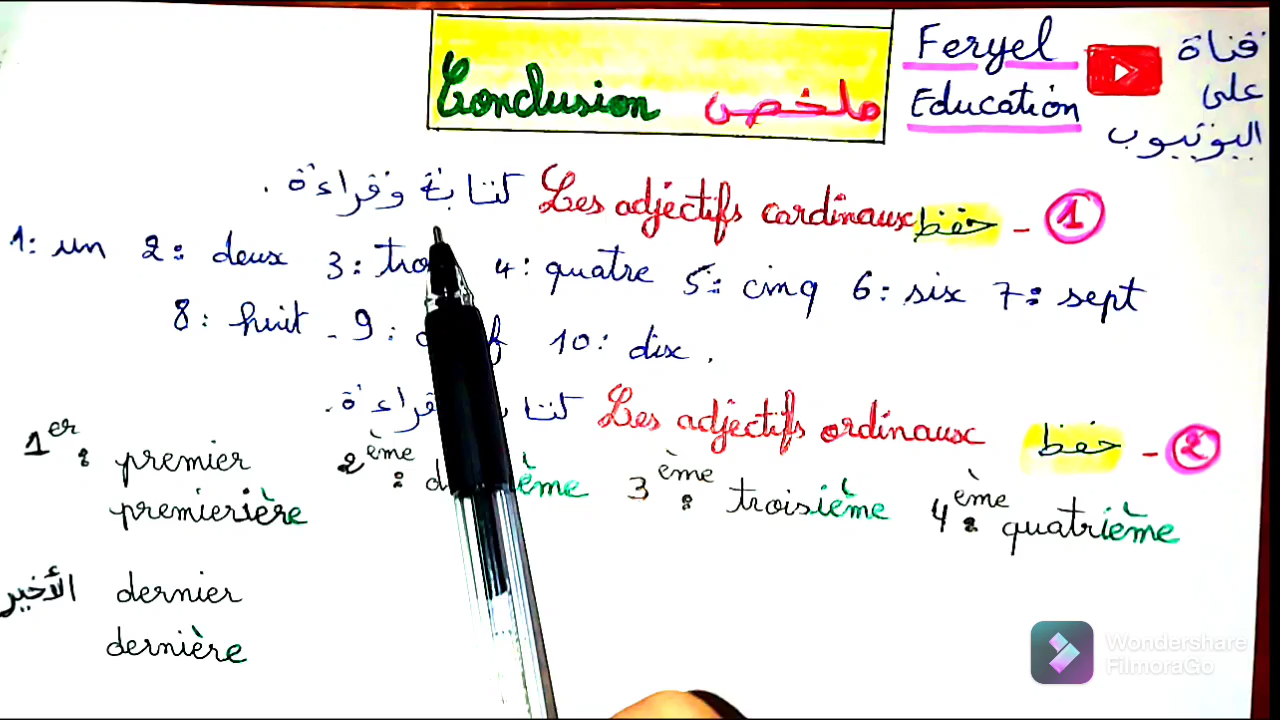 Conclusion ملخص
Feryel
Education
قناة
على
اليوتيوب
1 - حفظ Les adjectifs cardinaux كتابة وقراءة .
1: un 2: deux 3: 4: quatre 5: cinq 6: six 7: sept
8: huit - 9: 10: dix .
2 - حفظ Les adjectifs ordinaux
1er : premier 2ème : 3ème : troisième 4ème : quatrième
premierière
الأخير dernier
dernière
Wondershare
FilmoraGo